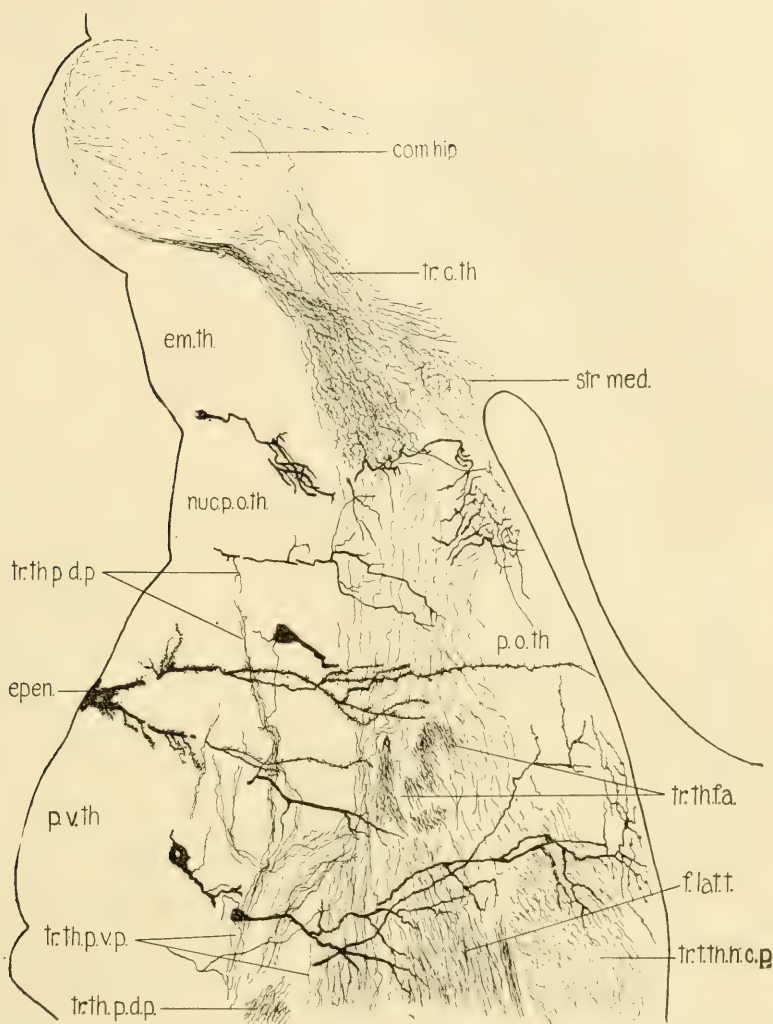 com hip
tr. c. th
em.th.
str med.
nuc.p.o.th.
tr.th p d.p
p.o.th
epen.
tr.th.f.a.
p.v.th
f. lat. t.
tr.th.p.v.p.
tr.t.th.h.c.p.
tr.th.p.d.p.